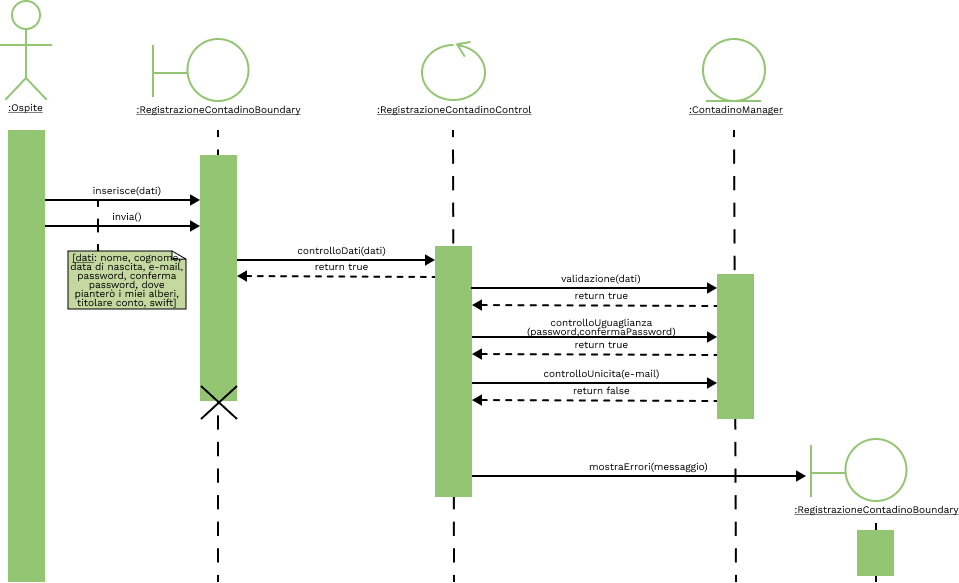 :Ospite
:RegistrazioneContadinoBoundary
:RegistrazioneContadinoControl
:ContadinoManager
inserisce(dati)
invia()
[dati: nome, cognome,
data di nascita, e-mail,
password, conferma
password, dove
pianterò i miei alberi,
titolare conto, swift]
controlloDati(dati)
return true
validazione(dati)
return true
controlloUguaglianza
(password,confermaPassword)
return true
controlloUnicita(e-mail)
return false
mostraErrori(messaggio)
:RegistrazioneContadinoBoundary